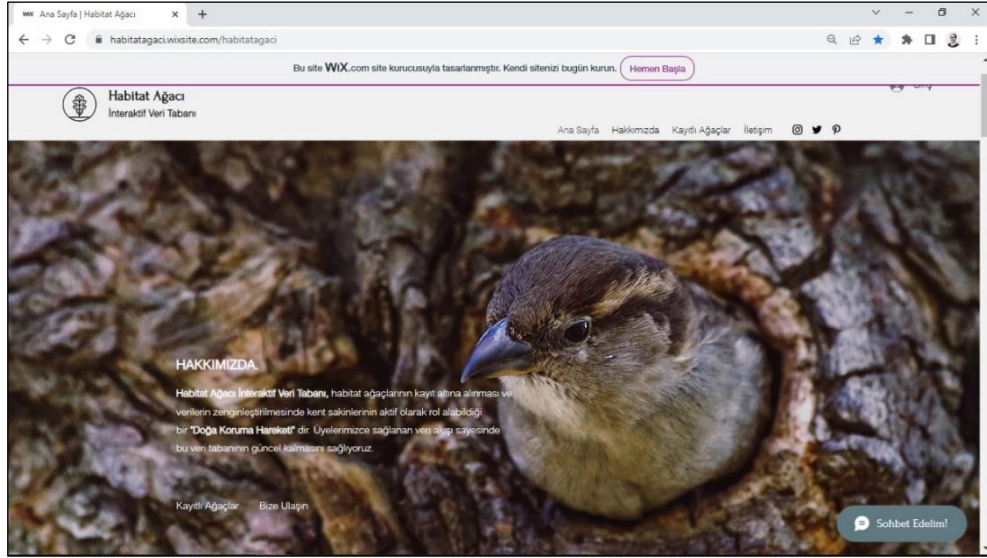 WiX Ana Sayfa | Habitat Ağacı
habitatagaci.wixsite.com/habitatagaci
Bu site WiX.com site kurucusuyla tasarlanmıştır. Kendi sitenizi bugün kurun. Hemen Başla
Habitat Ağacı
İnteraktif Veri Tabanı
Ana Sayfa Hakkımızda Kayıtlı Ağaçlar İletişim
HAKKIMIZDA.
Habitat Ağacı İnteraktif Veri Tabanı, habitat ağaçlarının kayıt altına alınması ve
verilerin zenginleştirilmesinde kent sakinlerinin aktif olarak rol alabildiği
bir "Doğa Koruma Hareketi" dir. Üyelerimizce sağlanan veri akışı sayesinde
bu veri tabanının güncel kalmasını sağlıyoruz.
Kayıtlı Ağaçlar Bize Ulaşın
Sohbet Edelim!